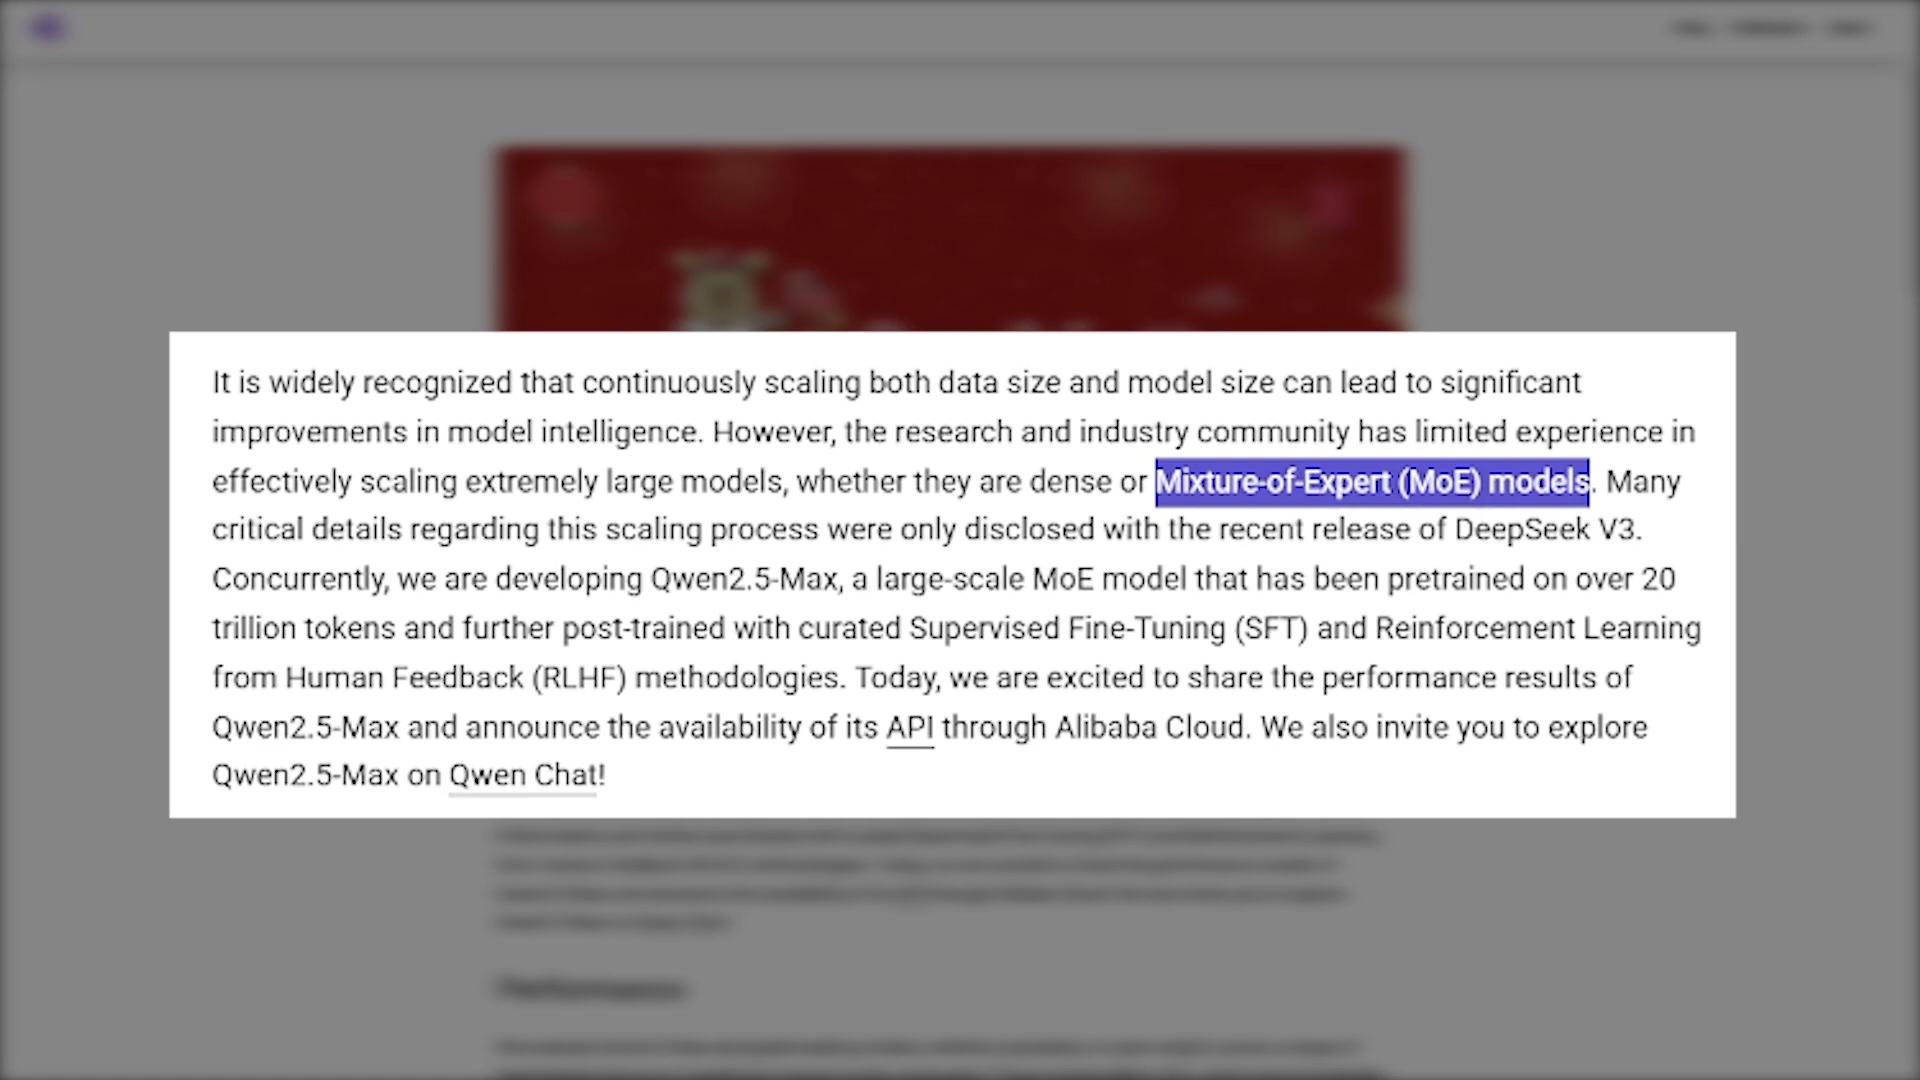 It is widely recognized that continuously scaling both data size and model size can lead to significant
improvements in model intelligence. However, the research and industry community has limited experience in
effectively scaling extremely large models, whether they are dense or Mixture-of-Expert (MoE) models. Many
critical details regarding this scaling process were only disclosed with the recent release of DeepSeek V3.
Concurrently, we are developing Qwen2.5-Max, a large-scale MoE model that has been pretrained on over 20
trillion tokens and further post-trained with curated Supervised Fine-Tuning (SFT) and Reinforcement Learning
from Human Feedback (RLHF) methodologies. Today, we are excited to share the performance results of
Qwen2.5-Max and announce the availability of its API through Alibaba Cloud. We also invite you to explore
Qwen2.5-Max on Qwen Chat!